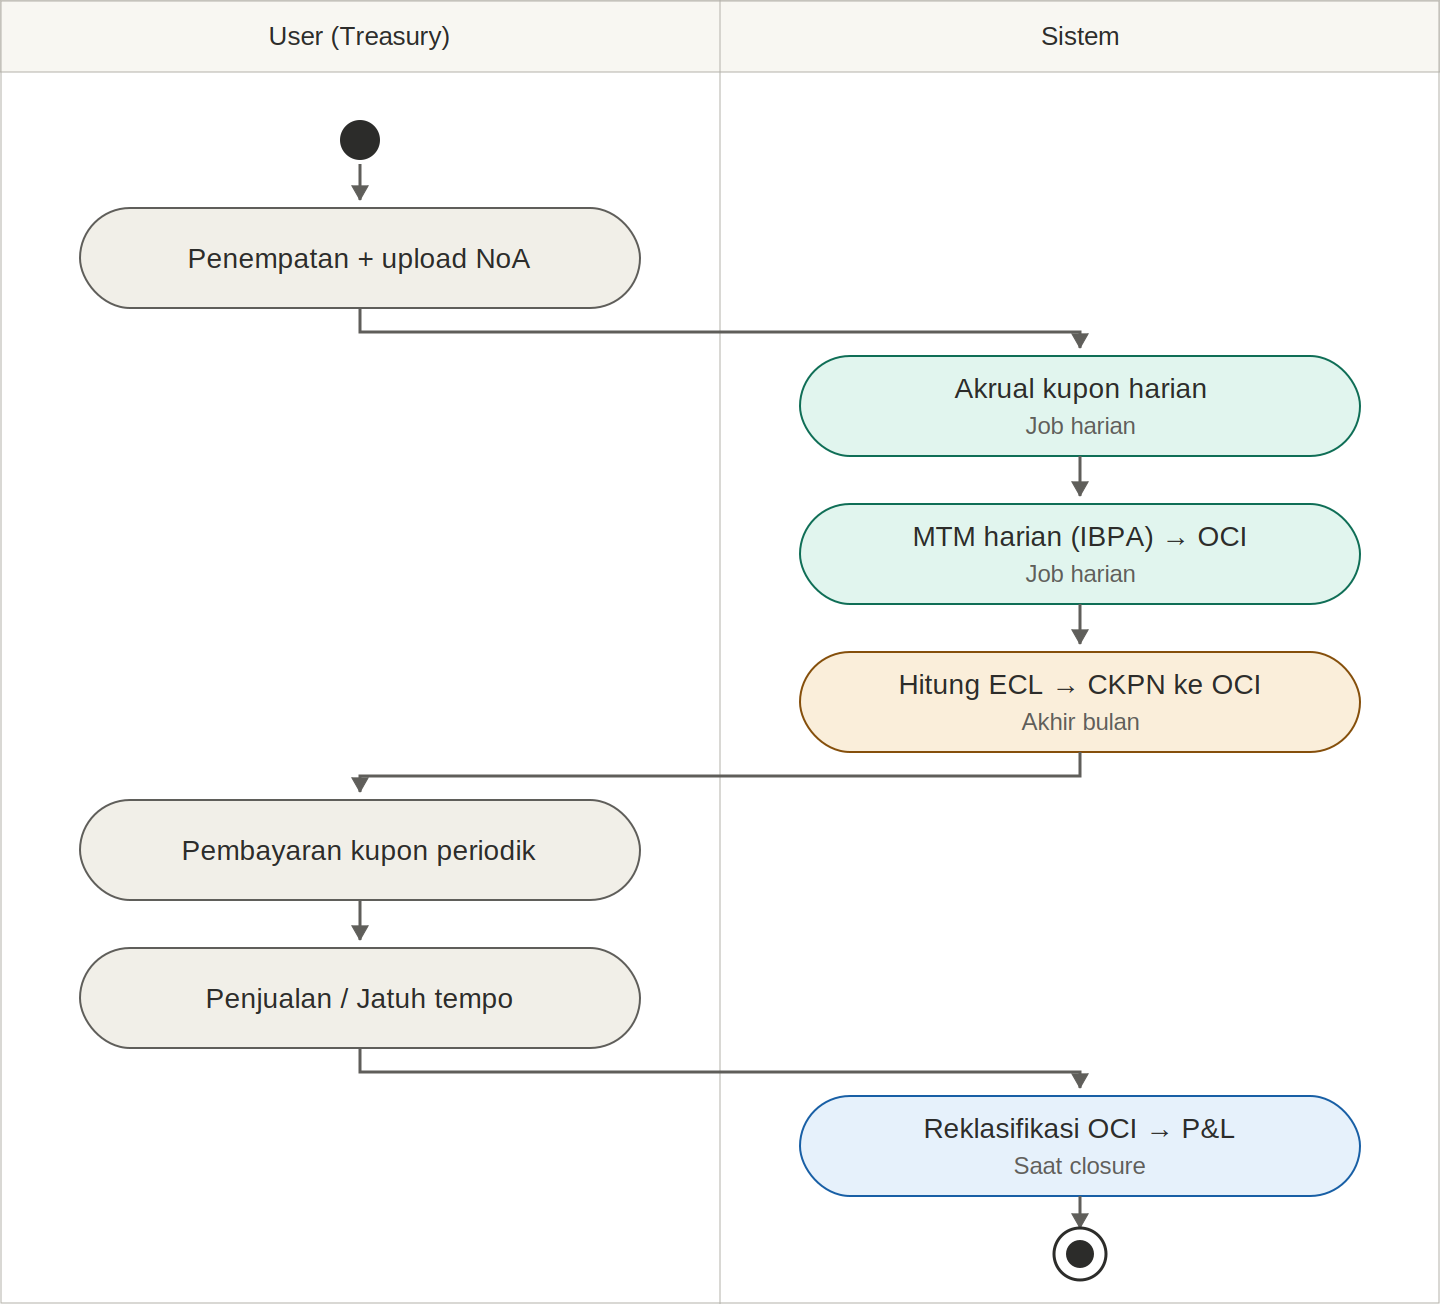 User (Treasury)
Sistem
Penempatan + upload NoA
Akrual kupon harian
Job harian
MTM harian (IBPA) → OCI
Job harian
Hitung ECL → CKPN ke OCI
Akhir bulan
Pembayaran kupon periodik
Penjualan / Jatuh tempo
Reklasifikasi OCI → P&L
Saat closure